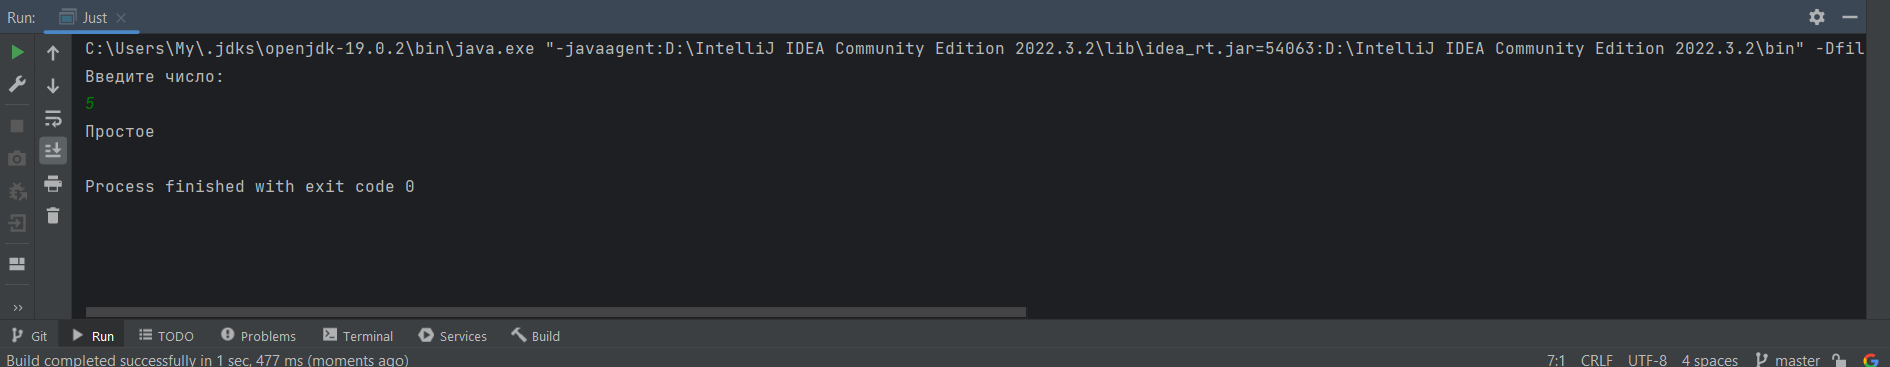 Run: Just
C:\Users\My\.jdks\openjdk-19.0.2\bin\java.exe "-javaagent:D:\IntelliJ IDEA Community Edition 2022.3.2\lib\idea_rt.jar=54063:D:\IntelliJ IDEA Community Edition 2022.3.2\bin" -Dfil
Введите число:
5
Простое
Process finished with exit code 0
Git Run TODO Problems Terminal Services Build
Build completed successfully in 1 sec, 477 ms (moments ago) 7:1 CRLF UTF-8 4 spaces master